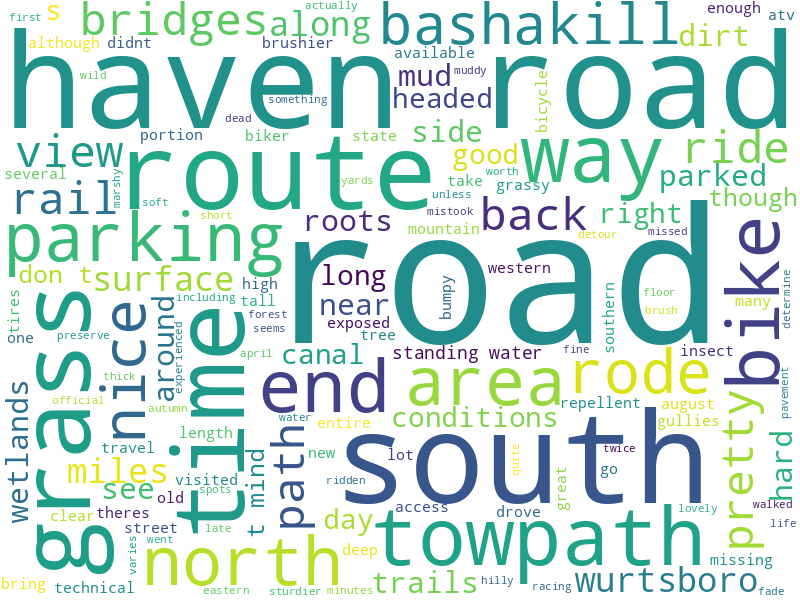 first
s
bridges
along
actually
bashakill
enough
atv
although
didnt
brushier
available
dirt
haven road
wild
something
dead
mud
muddy
headed
bicycle
view
portion
biker
state
side
route
way
ride
several
marshy
yards
good
worth
take
grassy
parked
rail
soft
short
unless
mistook
though
parking
roots
mountain
back
detour
right
missed
don t
surface
high
long
western
road
bike
many
determine
tires
grass
nice
around
experienced
including
tall
near
bumpy
floor
brush
southern
one
preserve
time
forest
seems
exposed
tree
april
canal
standing water
fine
insect
thick
end
area
rode
pavement
wetlands
official
autumn
water
entire
conditions
repellent
august
gullies
pretty
hard
travel
length
path
south
miles
see
visited
new
lot
quite
twice
go
great
clear
old
spots
t mind
access
theres
street
late
day
drove
lovely
walked
life
varies
went
north
deep
towpath
missing
bring
technical
eastern
sturdier
ridden
minutes
trails
hilly
racing
wurtsboro
fade